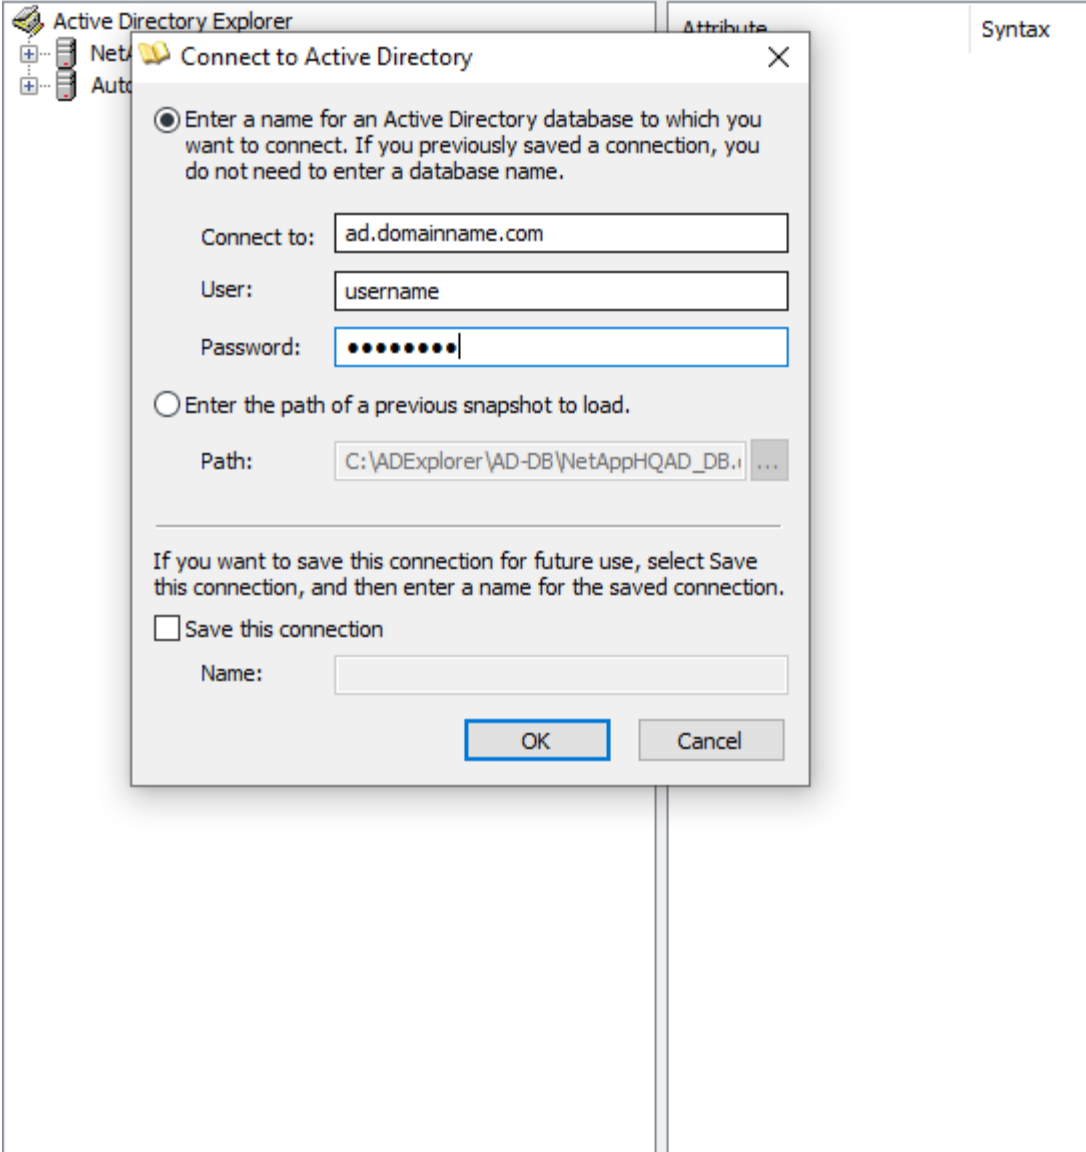 Active Directory Explorer
Attribute
Syntax
Connect to Active Directory
Enter a name for an Active Directory database to which you
want to connect. If you previously saved a connection, you
do not need to enter a database name.
Connect to: ad.domainname.com
User: username
Password: ●●●●●●●●
Enter the path of a previous snapshot to load.
Path: C:\ADExplorer\AD-DB\NetAppHQAD_DB. ...
If you want to save this connection for future use, select Save
this connection, and then enter a name for the saved connection.
Save this connection
Name:
OK Cancel